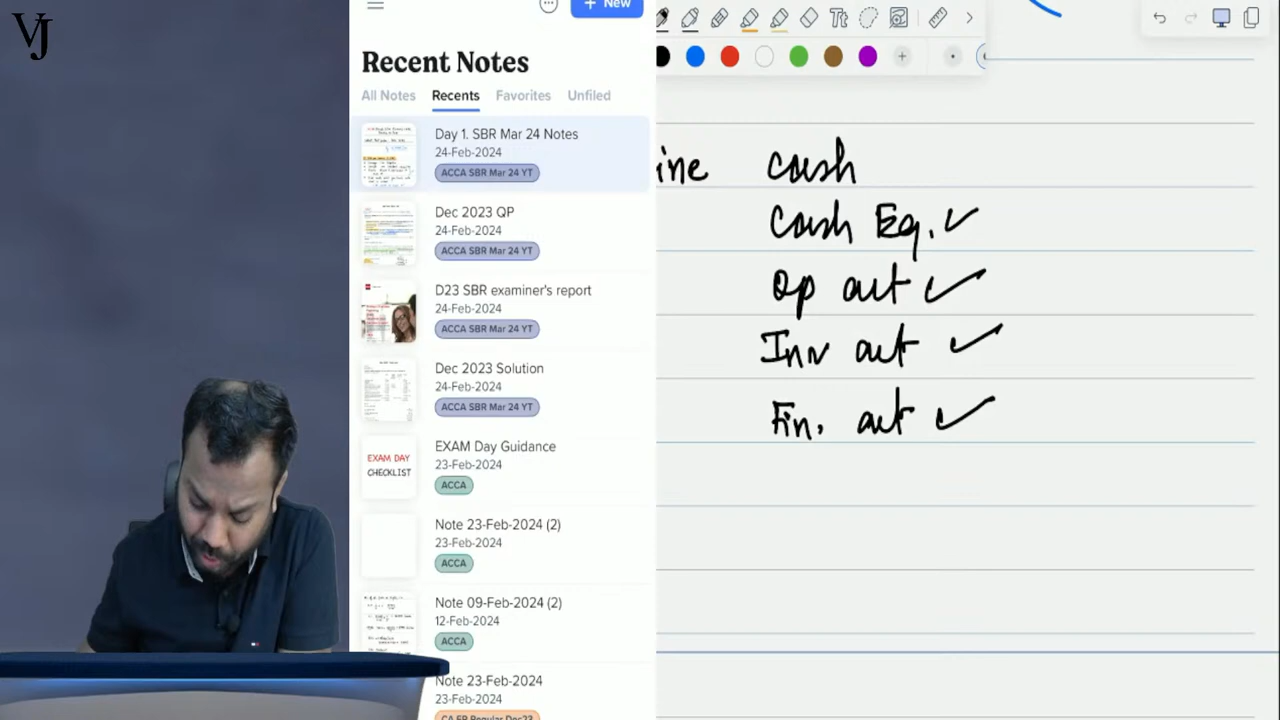 VJ
New
Recent Notes
All Notes Recents Favorites Unfiled
Day 1. SBR Mar 24 Notes
24-Feb-2024
ACCA SBR Mar 24 YT
Dec 2023 QP
24-Feb-2024
ACCA SBR Mar 24 YT
D23 SBR examiner's report
24-Feb-2024
ACCA SBR Mar 24 YT
Dec 2023 Solution
24-Feb-2024
ACCA SBR Mar 24 YT
EXAM DAY
CHECKLIST
EXAM Day Guidance
23-Feb-2024
ACCA
Note 23-Feb-2024 (2)
23-Feb-2024
ACCA
Note 09-Feb-2024 (2)
12-Feb-2024
ACCA
Note 23-Feb-2024
23-Feb-2024
CA FR Regular Dec23
Tt
ine cash
Cash Eq. ✓
Op act ✓
Inv act ✓
Fin. act ✓